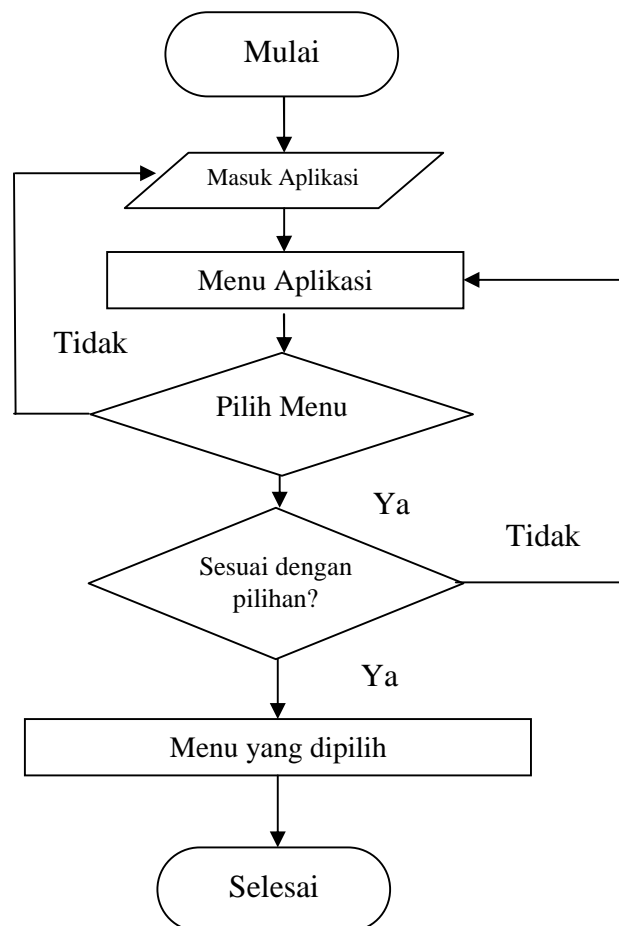 Mulai
Masuk Aplikasi
Menu Aplikasi
Tidak
Pilih Menu
Ya
Tidak
Sesuai dengan
pilihan?
Ya
Menu yang dipilih
Selesai